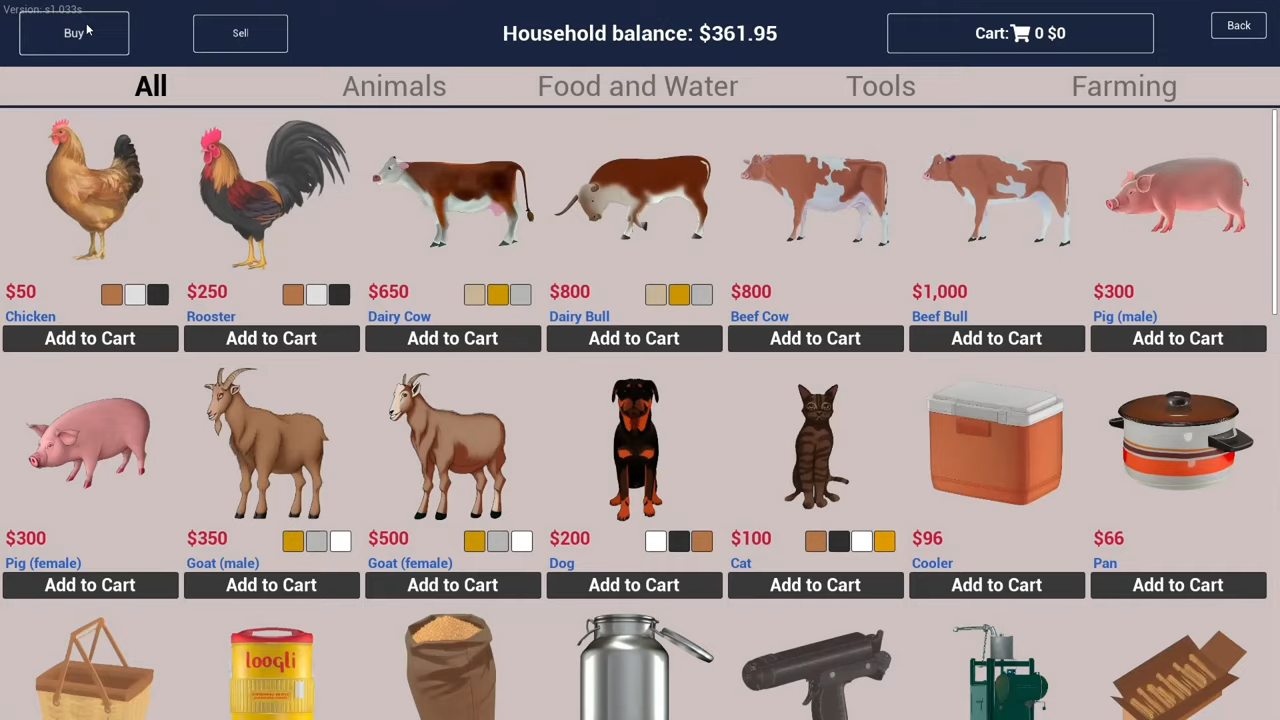 Version: s1.033s
Buy
Sell
Household balance: $361.95
Cart: 0 $0
Back
All
Animals
Food and Water
Tools
Farming
$50
Chicken
Add to Cart
$250
Rooster
Add to Cart
$650
Dairy Cow
Add to Cart
$800
Dairy Bull
Add to Cart
$800
Beef Cow
Add to Cart
$1,000
Beef Bull
Add to Cart
$300
Pig (male)
Add to Cart
$300
Pig (female)
Add to Cart
$350
Goat (male)
Add to Cart
$500
Goat (female)
Add to Cart
$200
Dog
Add to Cart
$100
Cat
Add to Cart
$96
Cooler
Add to Cart
$66
Pan
Add to Cart
loogli